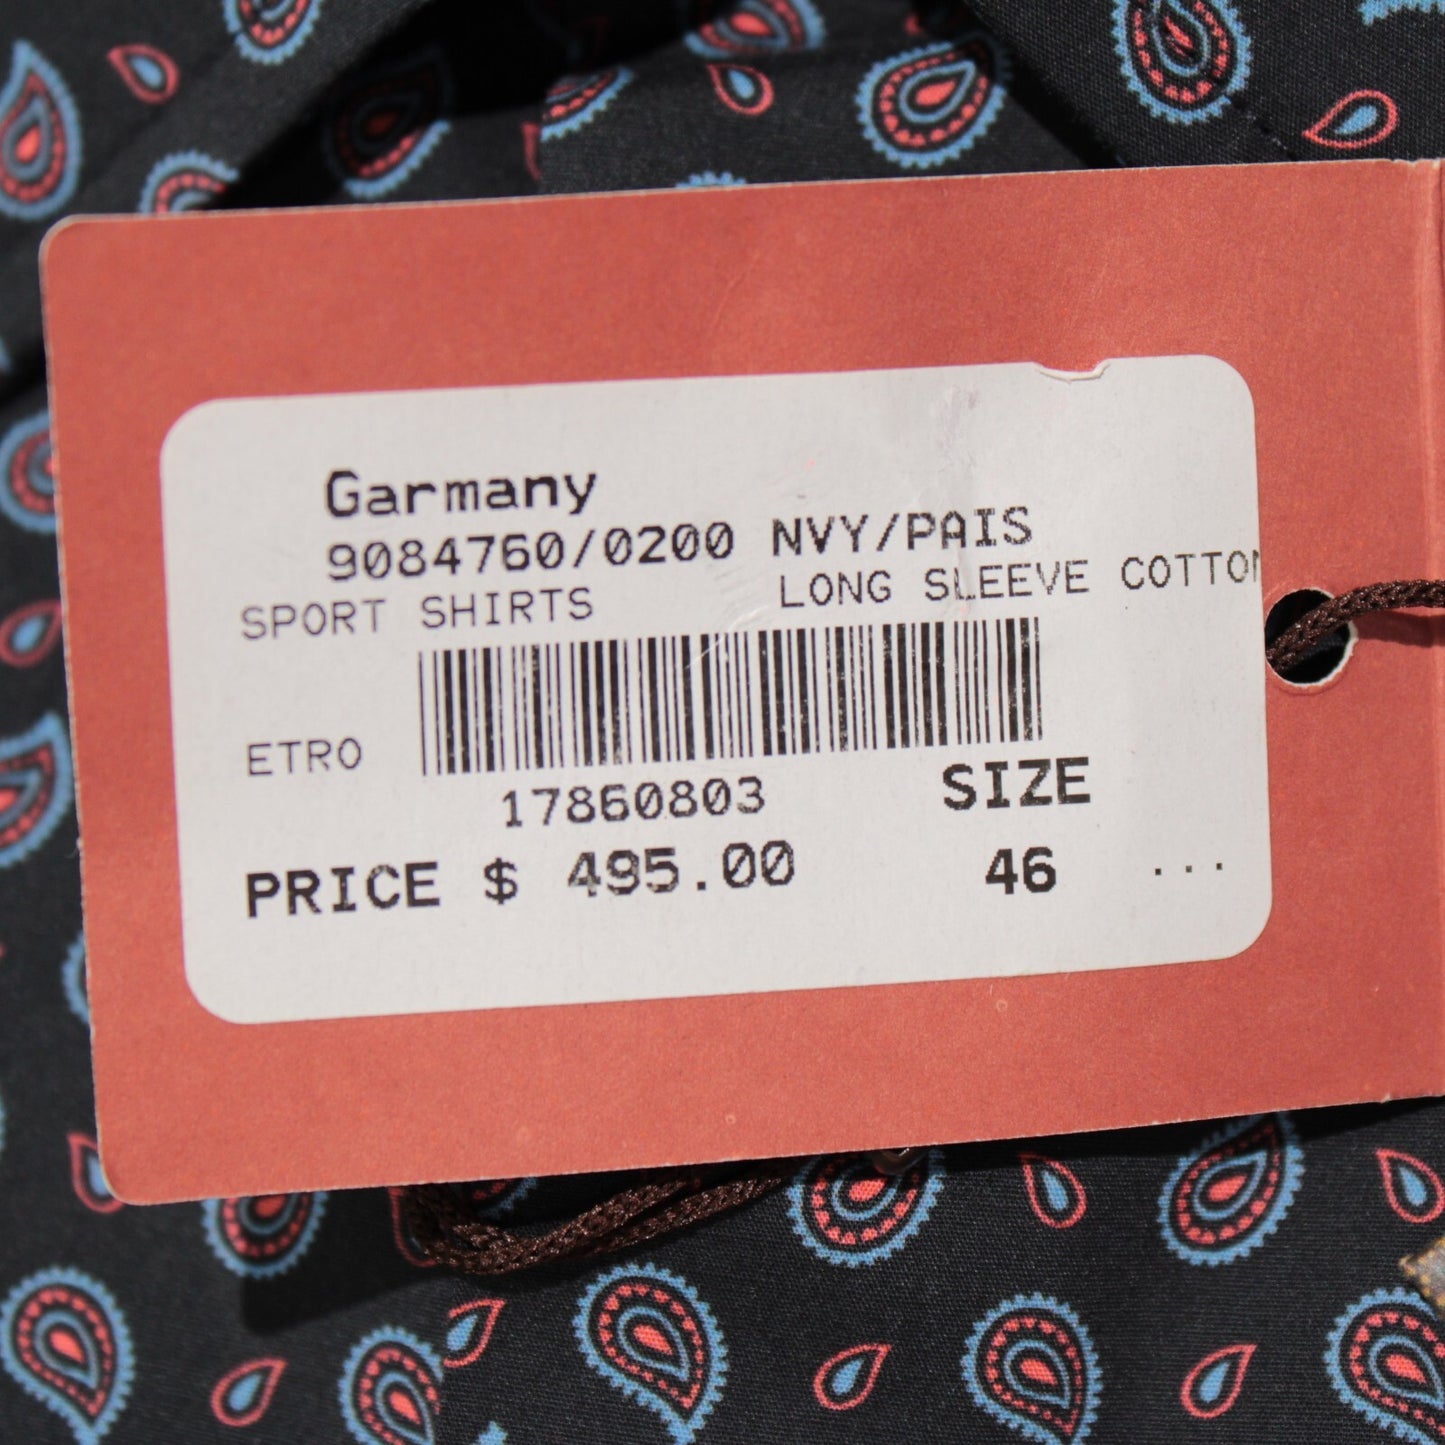 Garmany
9084760/0200 NVY/PAIS
SPORT SHIRTS LONG SLEEVE COTTON
ETRO
17860803 SIZE
PRICE $ 495.00 46 ...